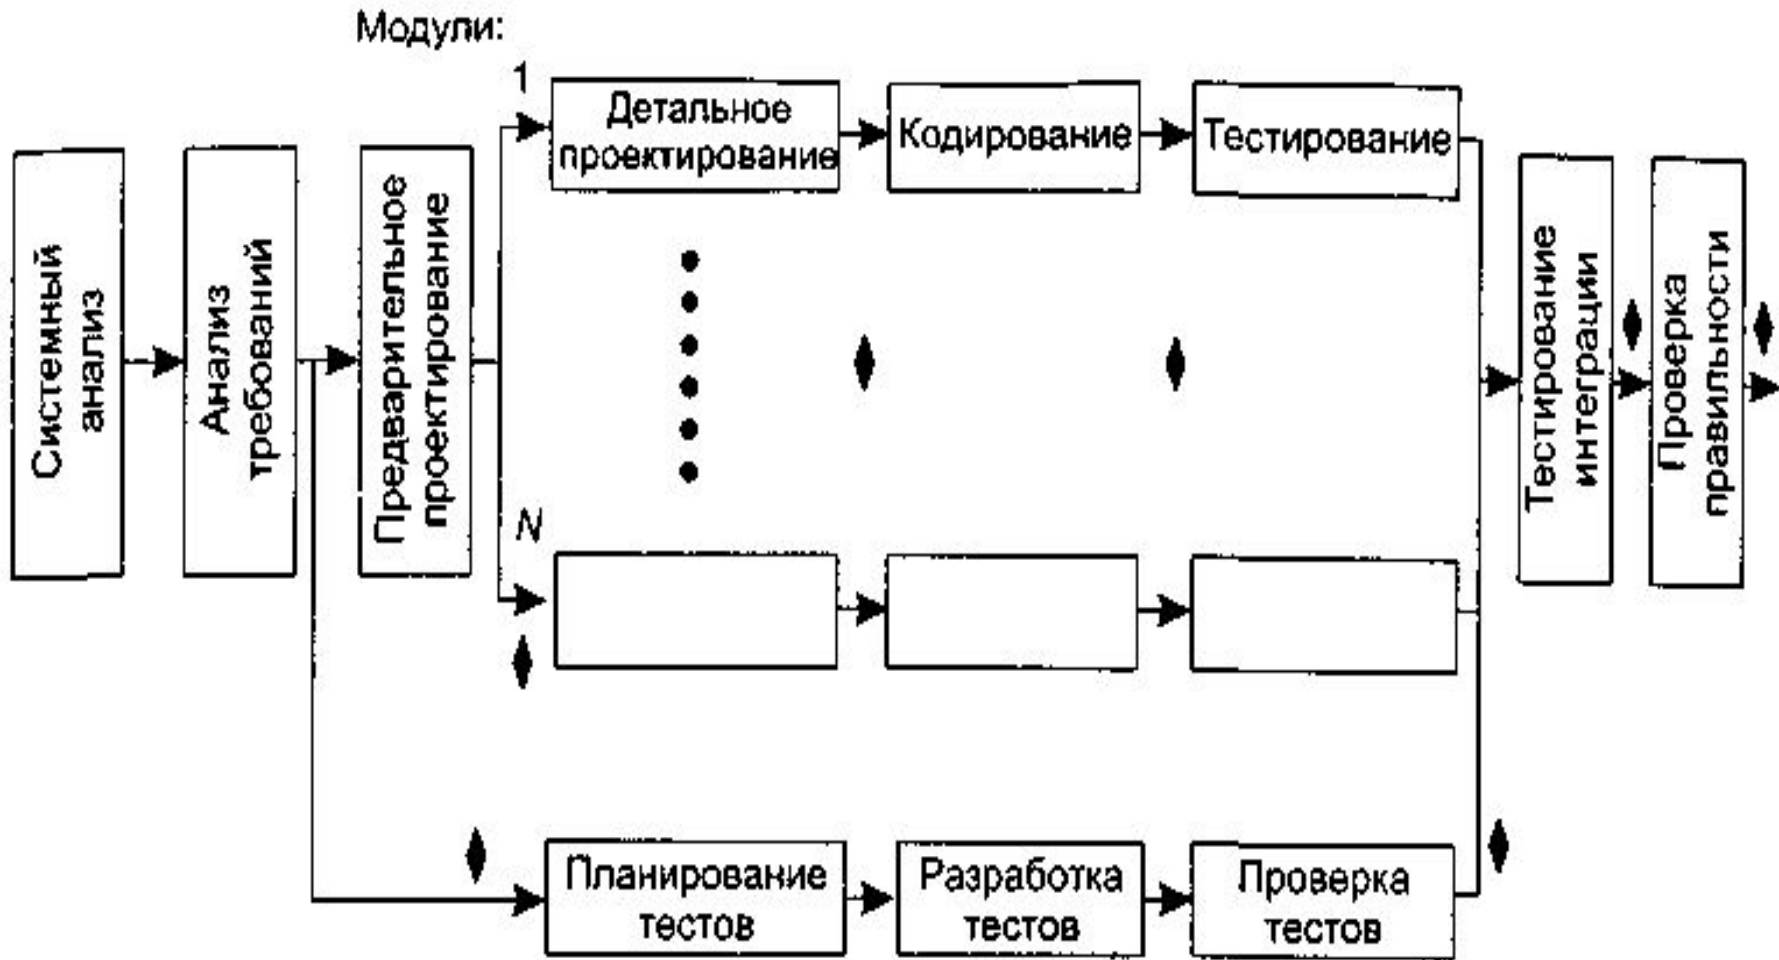 Модули:
1
Детальное
проектирование
Кодирование
Тестирование
Системный
анализ
Анализ
требований
Предварительное
проектирование
Тестирование
интеграции
Проверка
правильности
N
Планирование
тестов
Разработка
тестов
Проверка
тестов